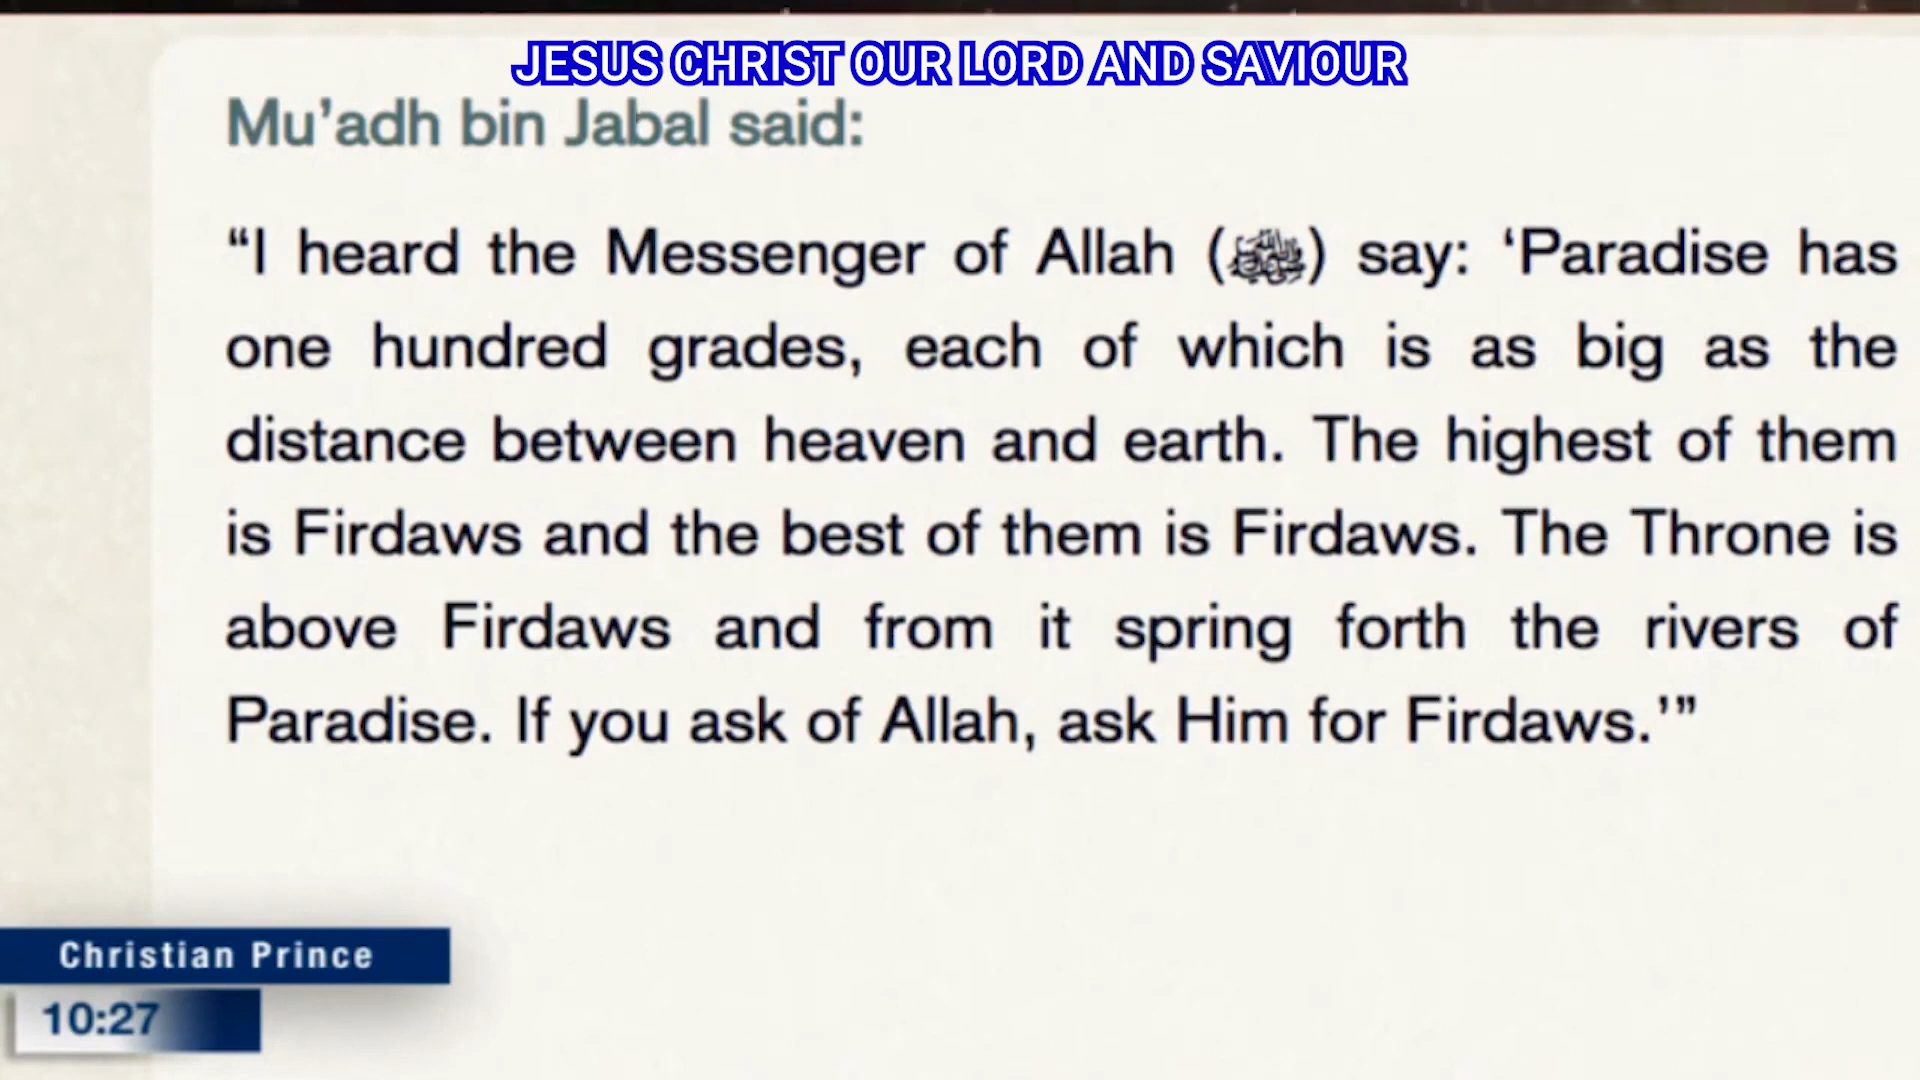 JESUS CHRIST OUR LORD AND SAVIOUR
Mu’adh bin Jabal said:
“I heard the Messenger of Allah (ﷺ) say: ‘Paradise has
one hundred grades, each of which is as big as the
distance between heaven and earth. The highest of them
is Firdaws and the best of them is Firdaws. The Throne is
above Firdaws and from it spring forth the rivers of
Paradise. If you ask of Allah, ask Him for Firdaws.’”
Christian Prince
10:27